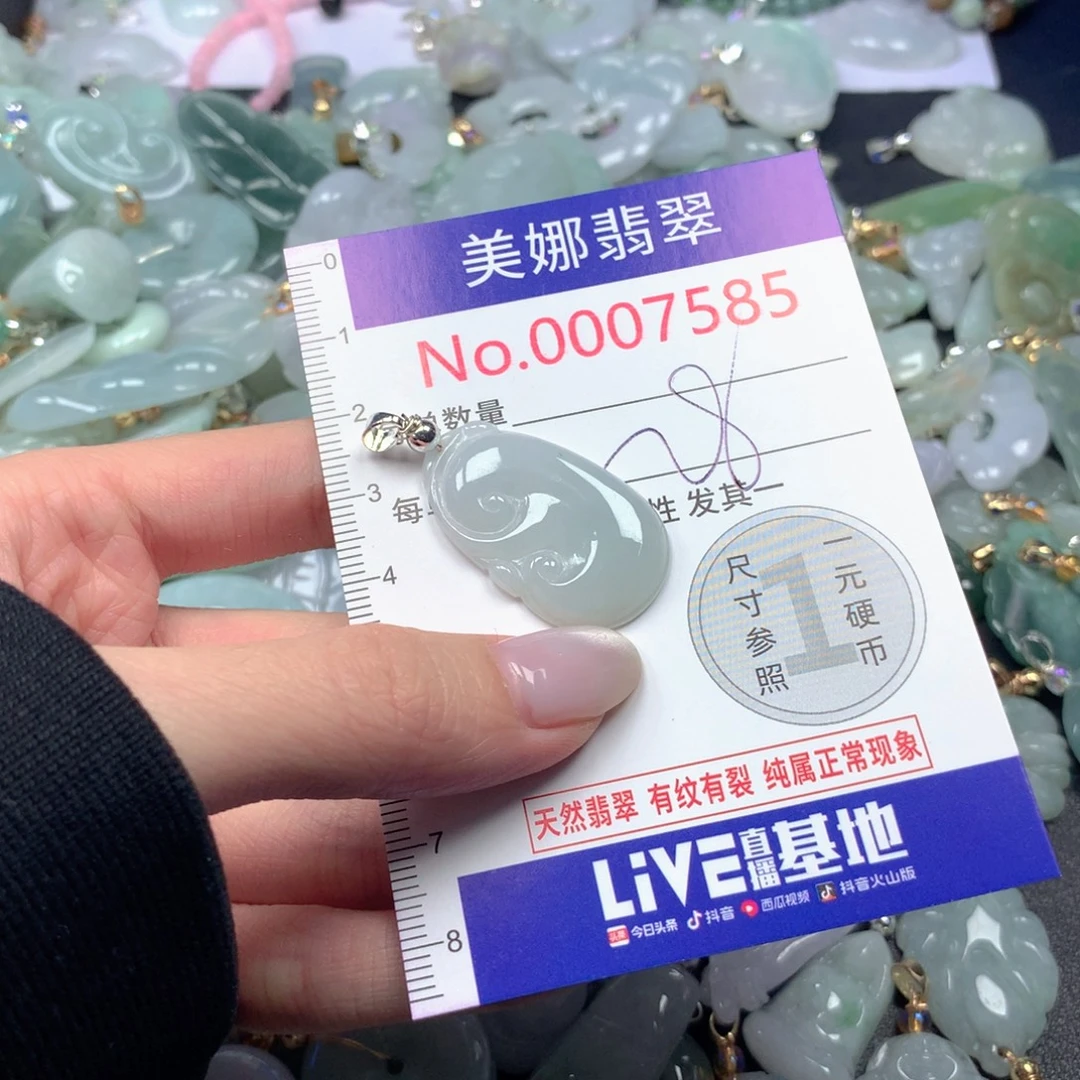 美娜翡翠
No.0007585
数量
28
每
性 发其一
尺寸参照
一元硬币
1
天然翡翠 有纹有裂 纯属正常现象
LiVE直播基地
头条 今日头条 抖音 西瓜视频 抖音火山版
0
1
2
3
4
7
8